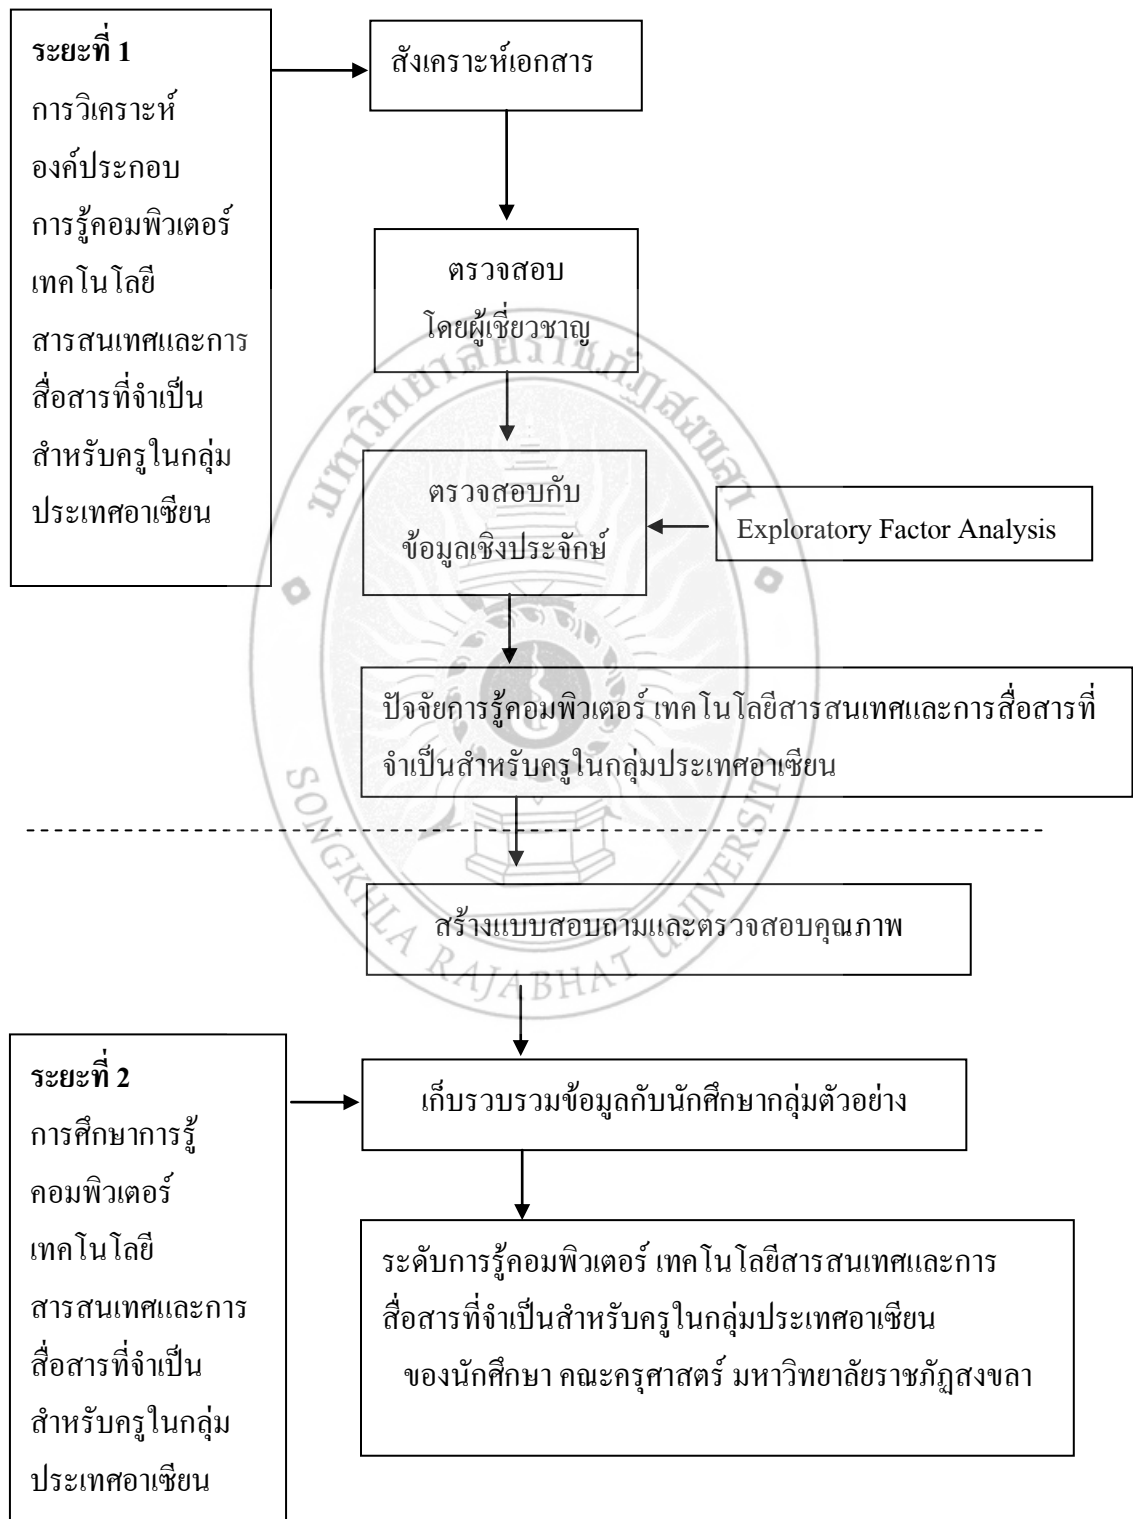 ระยะที่ 1
การวิเคราะห์
องค์ประกอบ
การรู้คอมพิวเตอร์
เทคโนโลยี
สารสนเทศและการ
สื่อสารที่จำเป็น
สำหรับครูในกลุ่ม
ประเทศอาเซียน
สังเคราะห์เอกสาร
ตรวจสอบ
โดยผู้เชี่ยวชาญ
ตรวจสอบกับ
ข้อมูลเชิงประจักษ์
Exploratory Factor Analysis
ปัจจัยการรู้คอมพิวเตอร์ เทคโนโลยีสารสนเทศและการสื่อสารที่
จำเป็นสำหรับครูในกลุ่มประเทศอาเซียน
มหาวิทยาลัยราชภัฏสงขลา
SONGKHLA RAJABHAT UNIVERSITY
สร้างแบบสอบถามและตรวจสอบคุณภาพ
ระยะที่ 2
การศึกษาการรู้
คอมพิวเตอร์
เทคโนโลยี
สารสนเทศและการ
สื่อสารที่จำเป็น
สำหรับครูในกลุ่ม
ประเทศอาเซียน
เก็บรวบรวมข้อมูลกับนักศึกษากลุ่มตัวอย่าง
ระดับการรู้คอมพิวเตอร์ เทคโนโลยีสารสนเทศและการ
สื่อสารที่จำเป็นสำหรับครูในกลุ่มประเทศอาเซียน
ของนักศึกษา คณะครุศาสตร์ มหาวิทยาลัยราชภัฏสงขลา